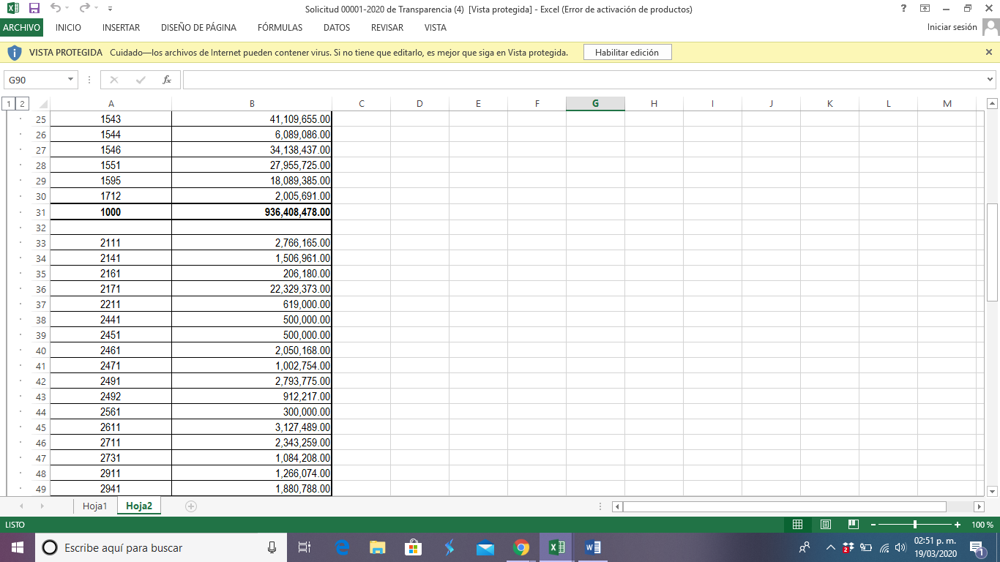 Solicitud 00001-2020 de Transparencia (4) [Vista protegida] - Excel (Error de activación de productos)
ARCHIVO INICIO INSERTAR DISEÑO DE PÁGINA FÓRMULAS DATOS REVISAR VISTA Iniciar sesión
VISTA PROTEGIDA Cuidado—los archivos de Internet pueden contener virus. Si no tiene que editarlo, es mejor que siga en Vista protegida. Habilitar edición
G90 fx
1 2 A B C D E F G H I J K L M
25 1543 41,109,655.00
26 1544 6,089,086.00
27 1546 34,138,437.00
28 1551 27,955,725.00
29 1595 18,089,385.00
30 1712 2,005,691.00
31 1000 936,408,478.00
32
33 2111 2,766,165.00
34 2141 1,506,961.00
35 2161 206,180.00
36 2171 22,329,373.00
37 2211 619,000.00
38 2441 500,000.00
39 2451 500,000.00
40 2461 2,050,168.00
41 2471 1,002,754.00
42 2491 2,793,775.00
43 2492 912,217.00
44 2561 300,000.00
45 2611 3,127,489.00
46 2711 2,343,259.00
47 2731 1,084,208.00
48 2911 1,266,074.00
49 2941 1,880,788.00
Hoja1 Hoja2
LISTO 100 %
Escribe aquí para buscar 02:51 p. m.
19/03/2020 1